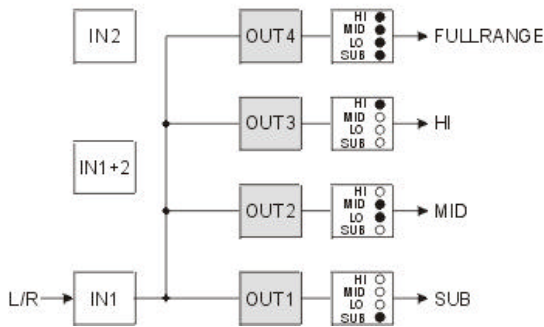 IN2
OUT4
HI
MID
LO
SUB
FULLRANGE
IN1+2
OUT3
HI
MID
LO
SUB
HI
OUT2
HI
MID
LO
SUB
MID
L/R
IN1
OUT1
HI
MID
LO
SUB
SUB